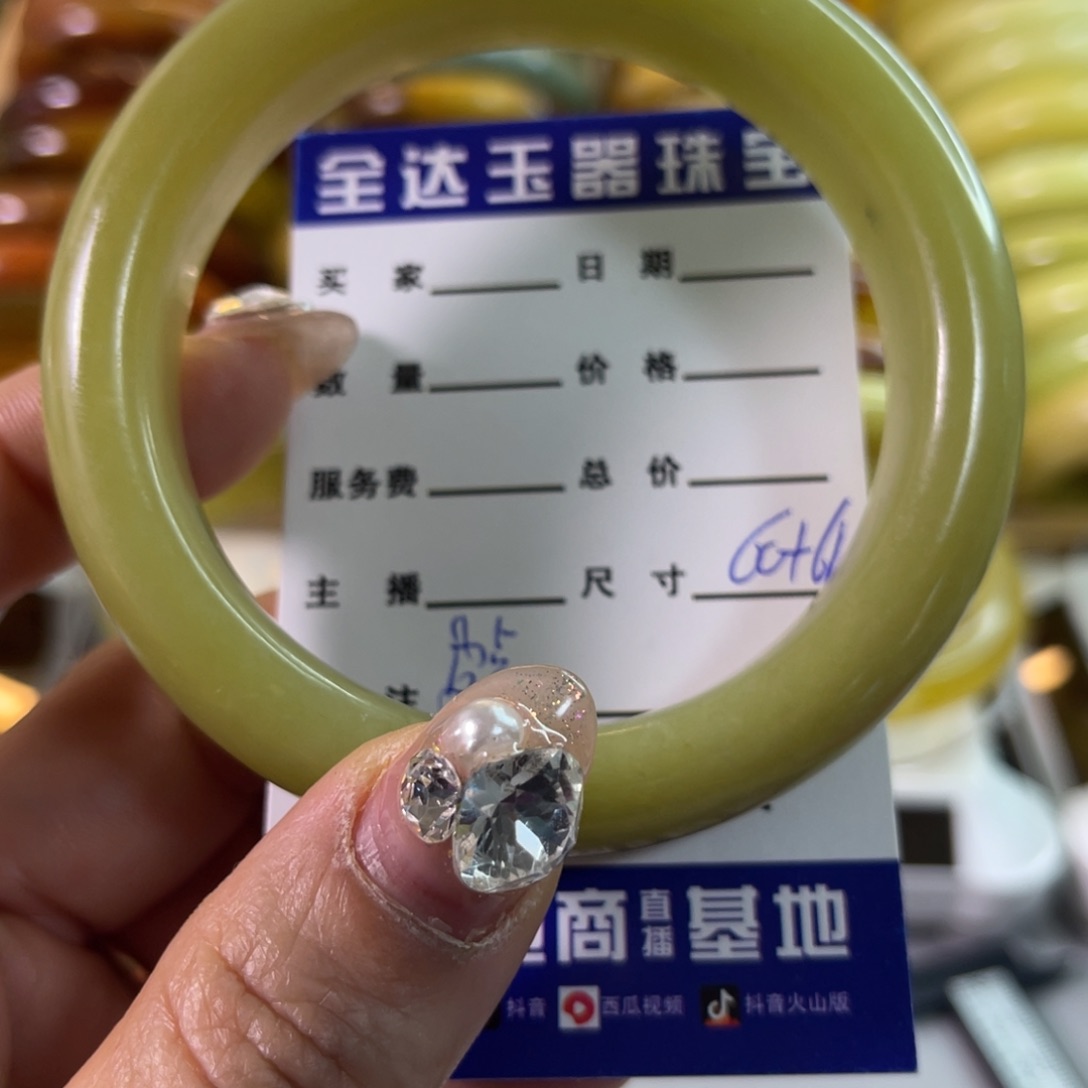 全达玉器珠宝
买 家 日 期
数 量 价 格
服务费 总 价
主 播 尺 寸
注
商直播基地
抖音 西瓜视频 抖音火山版